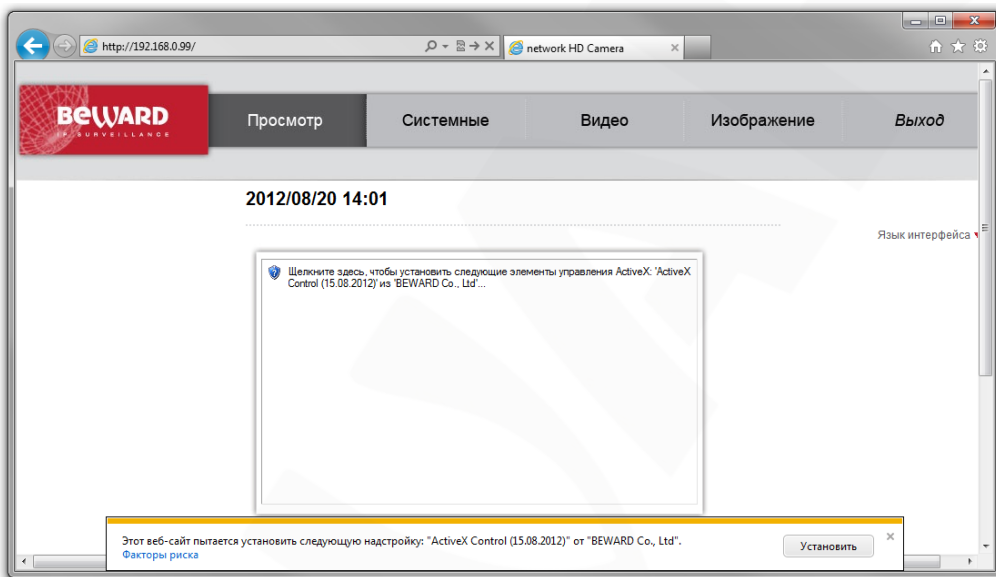 http://192.168.0.99/
network HD Camera
BEWARD
IP SURVEILLANCE
Просмотр
Системные
Видео
Изображение
Выход
2012/08/20 14:01
Язык интерфейса
Щелкните здесь, чтобы установить следующие элементы управления ActiveX: 'ActiveX
Control (15.08.2012)' из 'BEWARD Co., Ltd'...
Этот веб-сайт пытается установить следующую надстройку: "ActiveX Control (15.08.2012)" от "BEWARD Co., Ltd".
Факторы риска
Установить